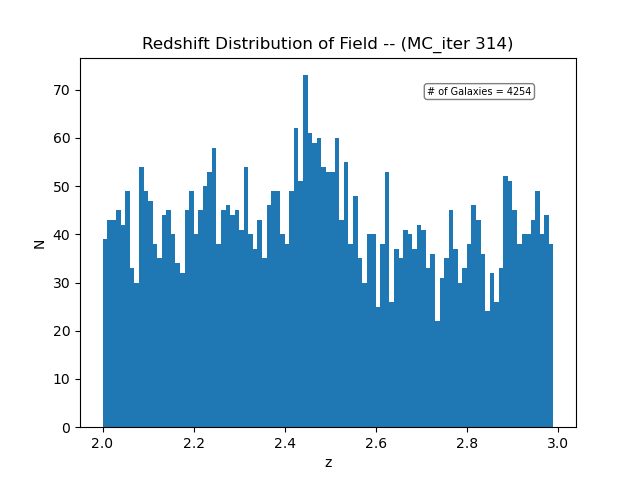 Redshift Distribution of Field -- (MC_iter 314)
# of Galaxies = 4254
70
60
50
40
30
20
10
0
N
2.0 2.2 2.4 2.6 2.8 3.0
z